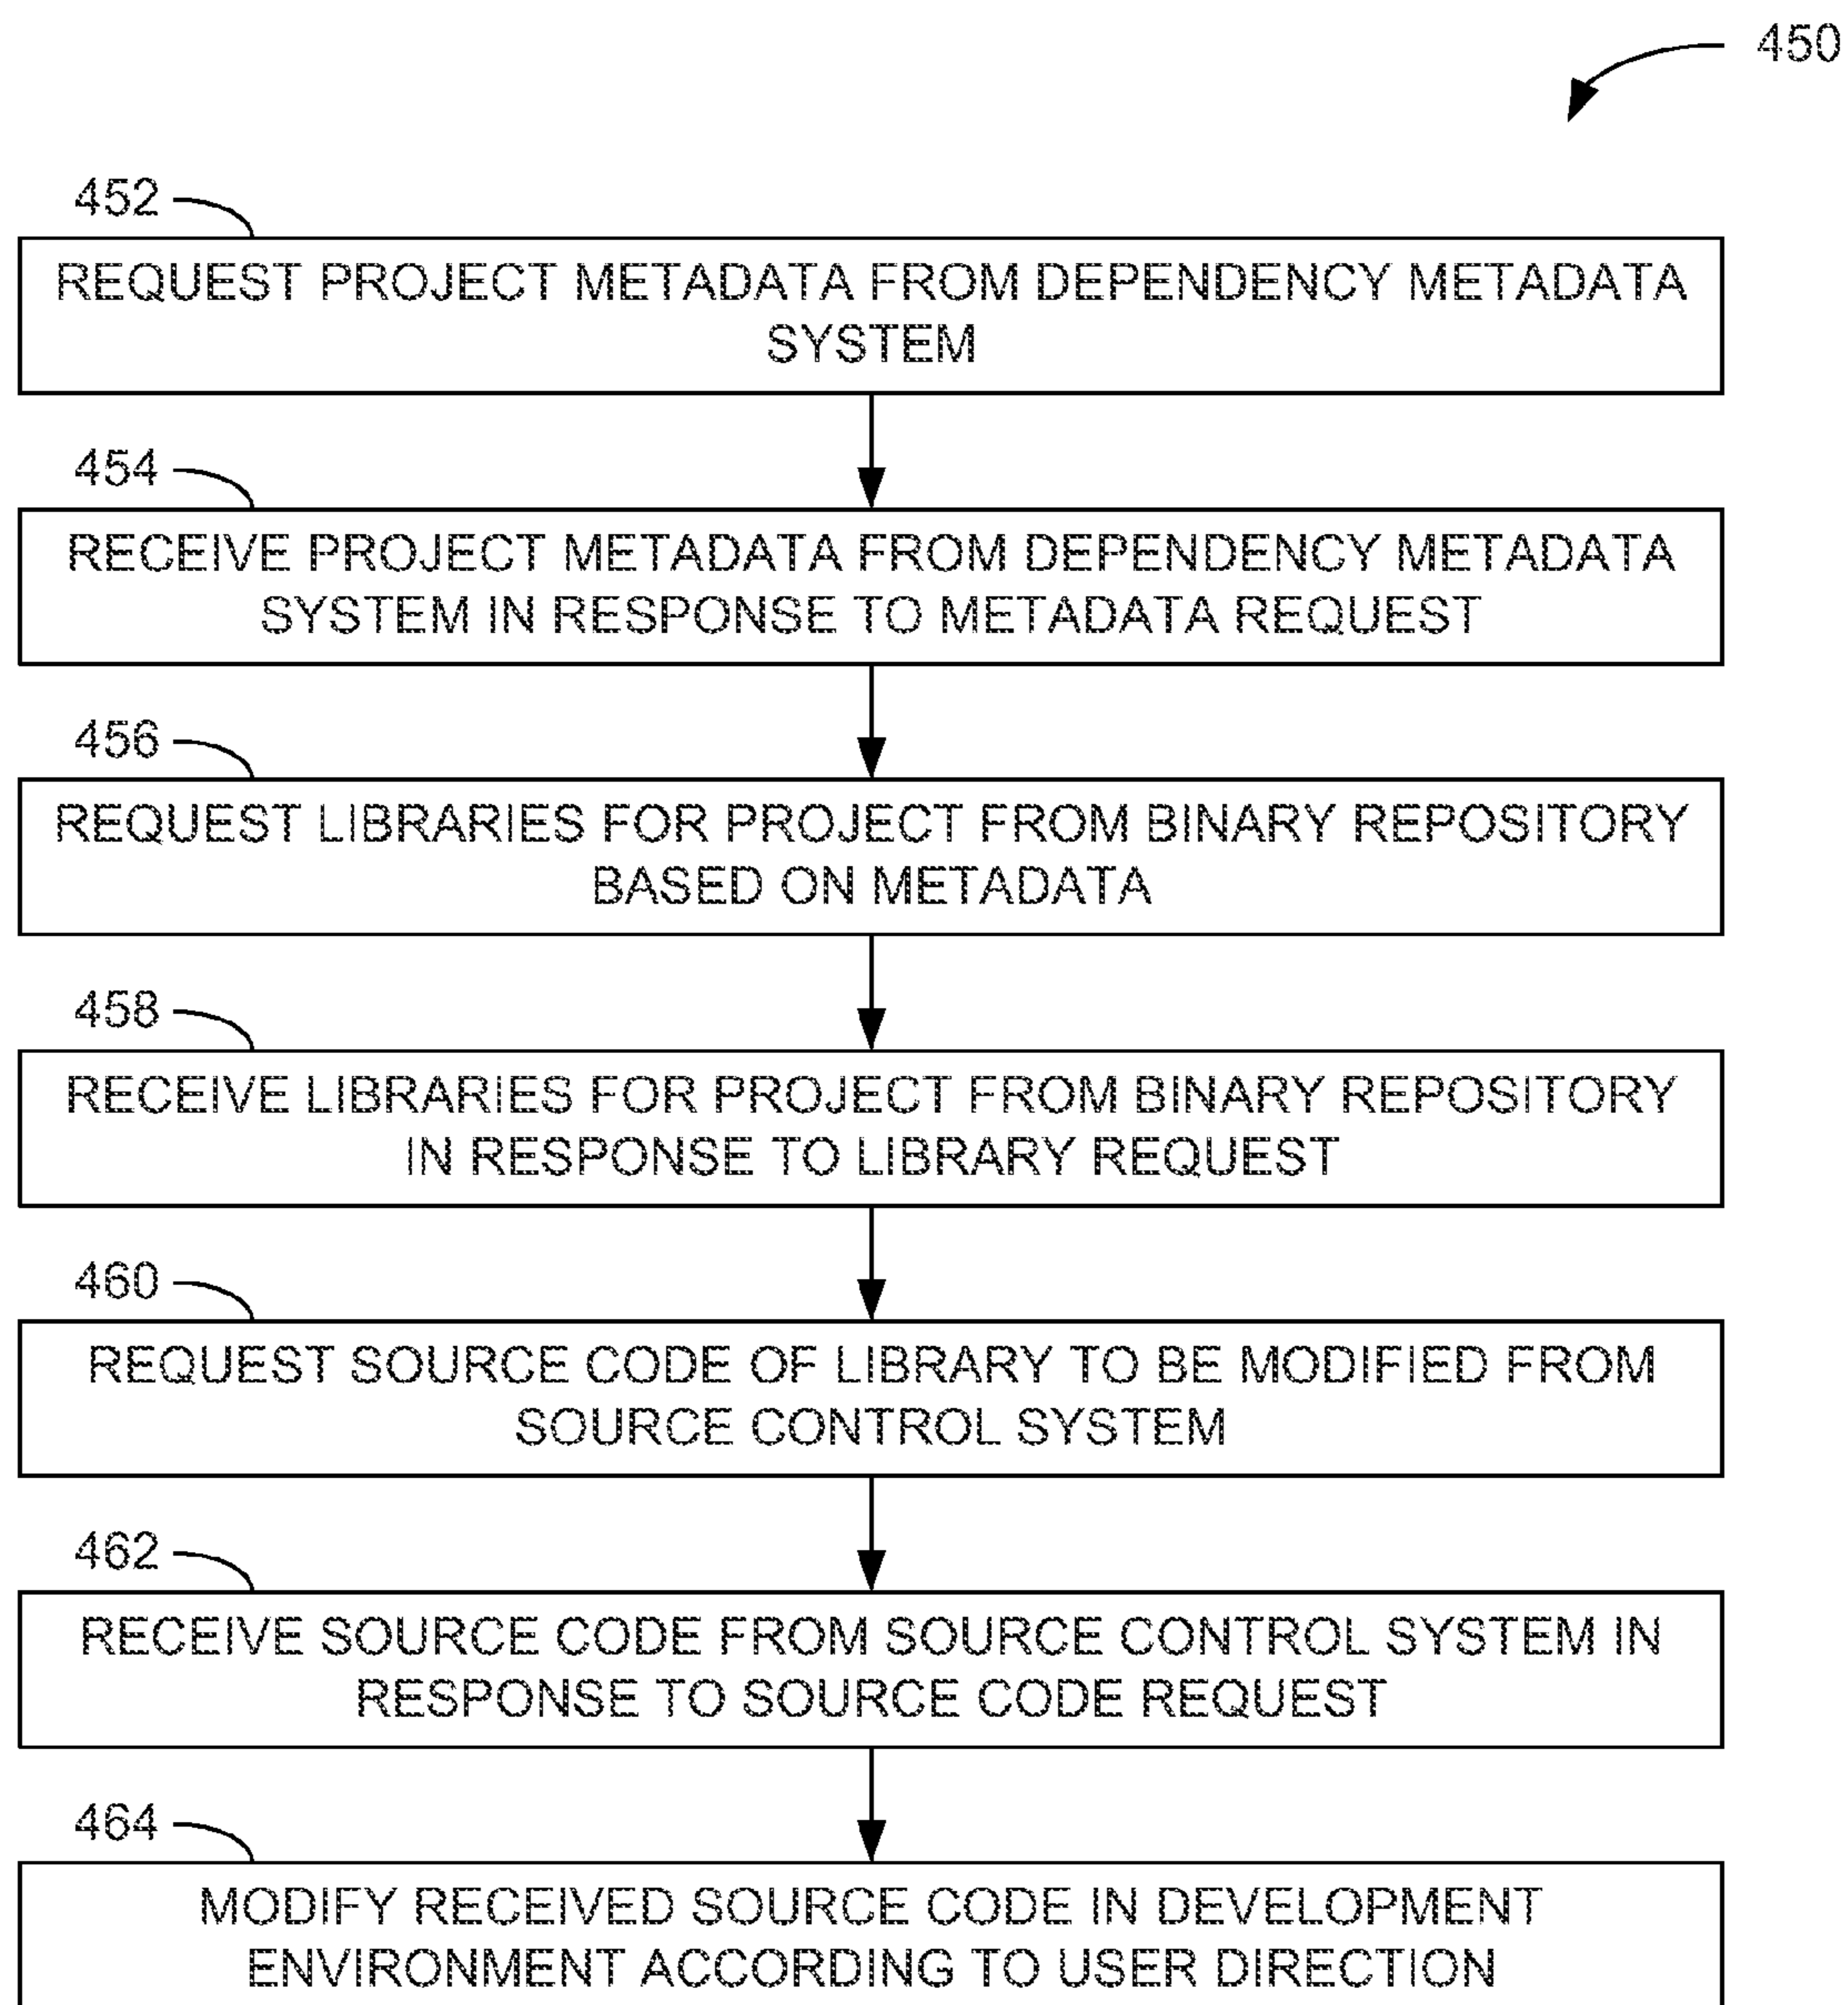 450
452
REQUEST PROJECT METADATA FROM DEPENDENCY METADATA
SYSTEM
454
RECEIVE PROJECT METADATA FROM DEPENDENCY METADATA
SYSTEM IN RESPONSE TO METADATA REQUEST
456
REQUEST LIBRARIES FOR PROJECT FROM BINARY REPOSITORY
BASED ON METADATA
458
RECEIVE LIBRARIES FOR PROJECT FROM BINARY REPOSITORY
IN RESPONSE TO LIBRARY REQUEST
460
REQUEST SOURCE CODE OF LIBRARY TO BE MODIFIED FROM
SOURCE CONTROL SYSTEM
462
RECEIVE SOURCE CODE FROM SOURCE CONTROL SYSTEM IN
RESPONSE TO SOURCE CODE REQUEST
464
MODIFY RECEIVED SOURCE CODE IN DEVELOPMENT
ENVIRONMENT ACCORDING TO USER DIRECTION